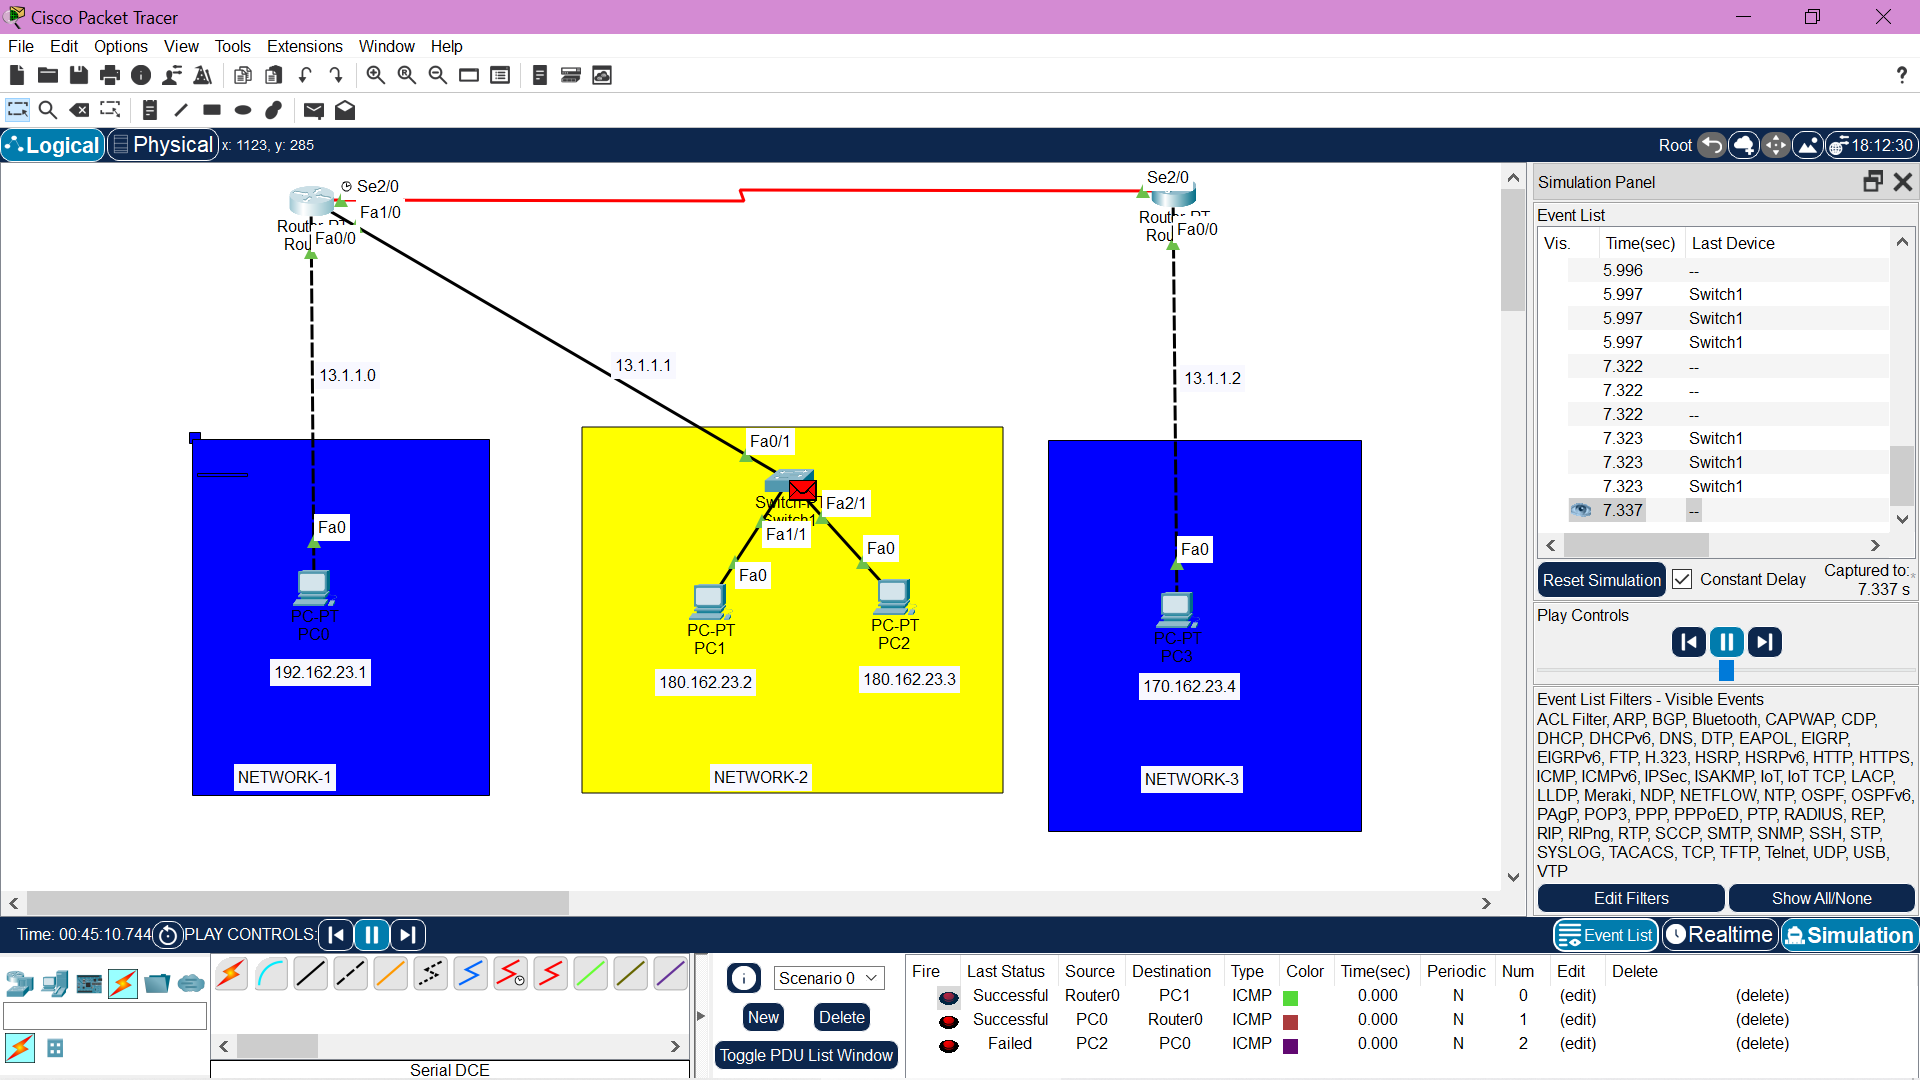 Cisco Packet Tracer
File Edit Options View Tools Extensions Window Help
Logical Physical x: 1123, y: 285 Root 18:12:30
Se2/0
Fa1/0
Fa0/0
Se2/0
Fa0/0
13.1.1.0
13.1.1.1
13.1.1.2
Fa0/1
Fa2/1
Switch1
Fa1/1
Fa0
Fa0
Fa0
Fa0
PC-PT
PC0
PC-PT
PC1
PC-PT
PC2
PC-PT
PC3
192.162.23.1
180.162.23.2
180.162.23.3
170.162.23.4
NETWORK-1
NETWORK-2
NETWORK-3
Simulation Panel
Event List
Vis. Time(sec) Last Device
5.996 --
5.997 Switch1
5.997 Switch1
5.997 Switch1
7.322 --
7.322 --
7.322 --
7.323 Switch1
7.323 Switch1
7.323 Switch1
7.337 --
Reset Simulation Constant Delay Captured to:
7.337 s
Play Controls
Event List Filters - Visible Events
ACL Filter, ARP, BGP, Bluetooth, CAPWAP, CDP,
DHCP, DHCPv6, DNS, DTP, EAPOL, EIGRP,
EIGRPv6, FTP, H.323, HSRP, HSRPv6, HTTP, HTTPS,
ICMP, ICMPv6, IPSec, ISAKMP, IoT, IoT TCP, LACP,
LLDP, Meraki, NDP, NETFLOW, NTP, OSPF, OSPFv6,
PAgP, POP3, PPP, PPPoED, PTP, RADIUS, REP,
RIP, RIPng, RTP, SCCP, SMTP, SNMP, SSH, STP,
SYSLOG, TACACS, TCP, TFTP, Telnet, UDP, USB,
VTP
Edit Filters Show All/None
Time: 00:45:10.744 PLAY CONTROLS: Event List Realtime Simulation
Scenario 0
New Delete
Toggle PDU List Window
Serial DCE
Fire Last Status Source Destination Type Color Time(sec) Periodic Num Edit Delete
Successful Router0 PC1 ICMP 0.000 N 0 (edit) (delete)
Successful PC0 Router0 ICMP 0.000 N 1 (edit) (delete)
Failed PC2 PC0 ICMP 0.000 N 2 (edit) (delete)